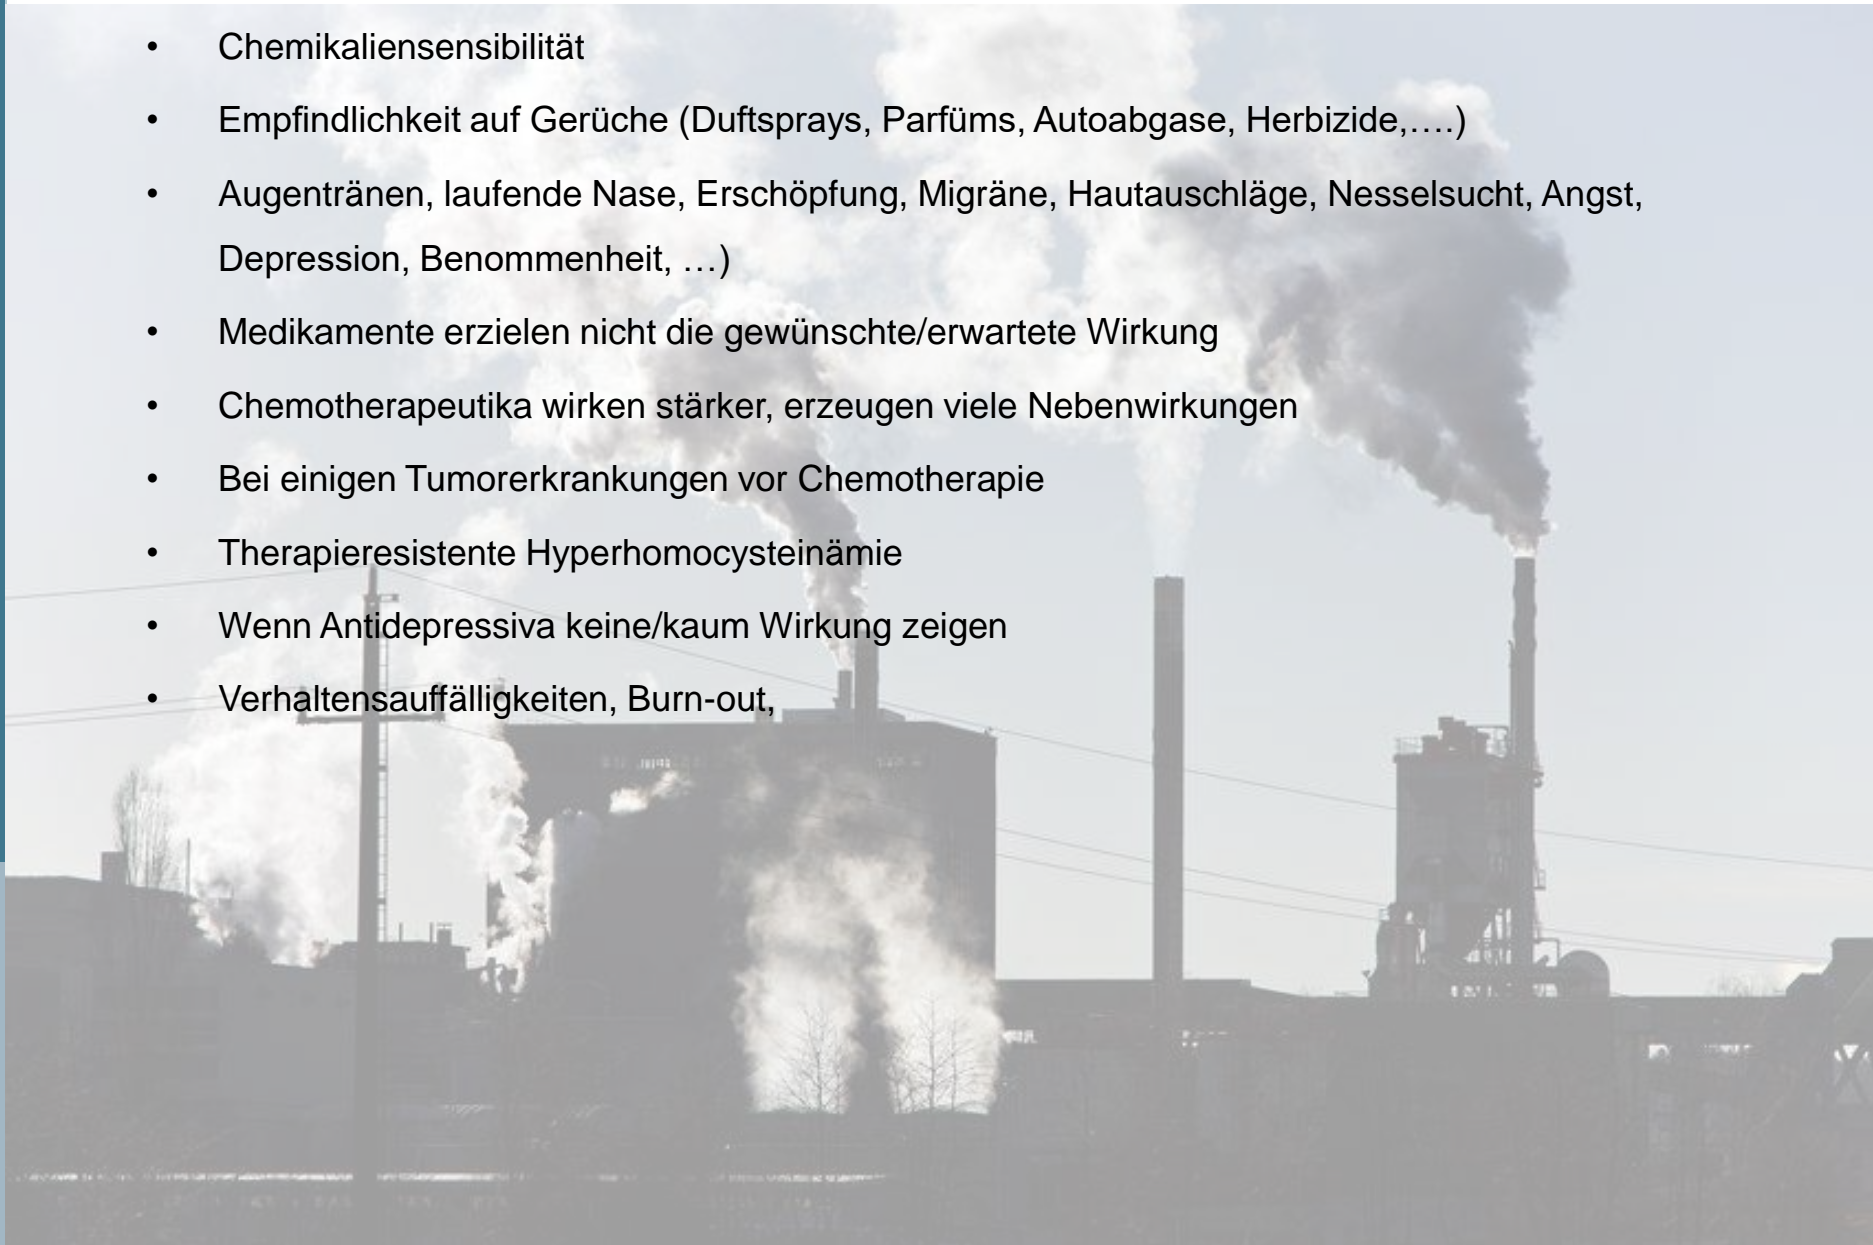 • Chemikaliensensibilität
• Empfindlichkeit auf Gerüche (Duftsprays, Parfüms, Autoabgase, Herbizide,….)
• Augentränen, laufende Nase, Erschöpfung, Migräne, Hautauschläge, Nesselsucht, Angst,
Depression, Benommenheit, …)
• Medikamente erzielen nicht die gewünschte/erwartete Wirkung
• Chemotherapeutika wirken stärker, erzeugen viele Nebenwirkungen
• Bei einigen Tumorerkrankungen vor Chemotherapie
• Therapieresistente Hyperhomocysteinämie
• Wenn Antidepressiva keine/kaum Wirkung zeigen
• Verhaltensauffälligkeiten, Burn-out,